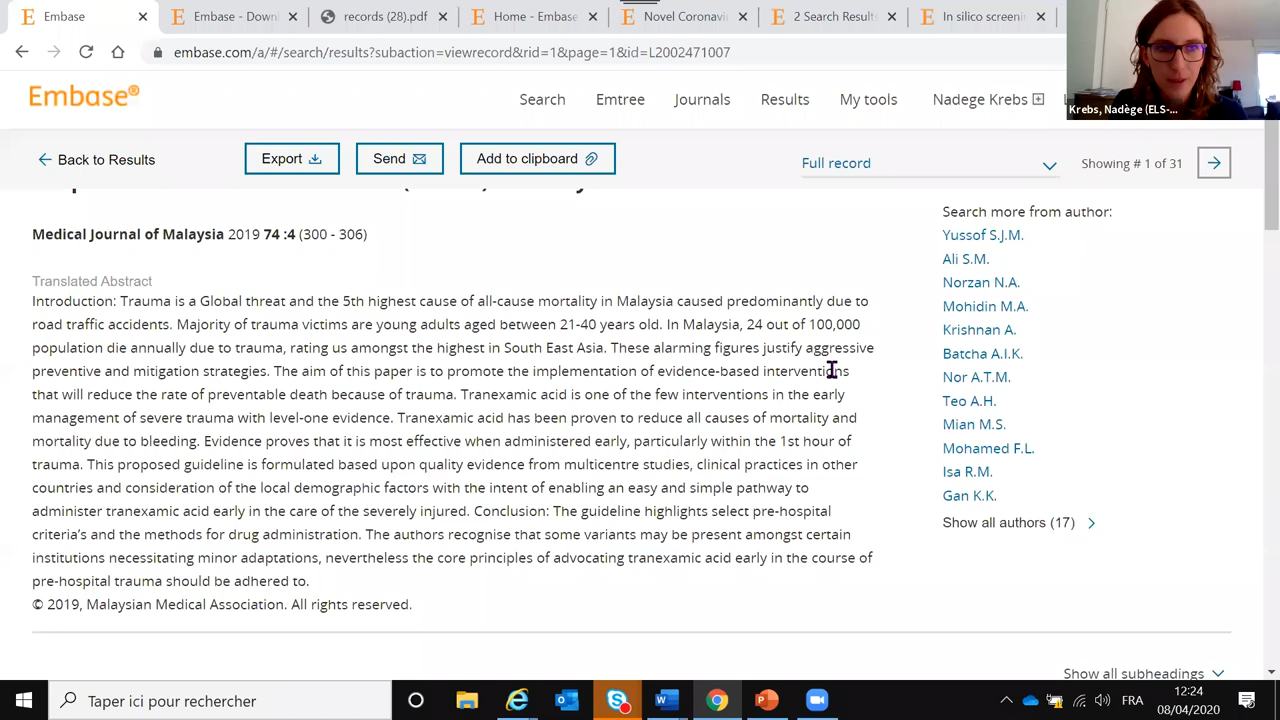 Embase
Embase - Down
records (28).pdf
Home - Embase
Novel Coronavi
2 Search Results
In silico screeni
embase.com/a/#/search/results?subaction=viewrecord&rid=1&page=1&id=L2002471007
Krebs, Nadège (ELS-...
Embase®
Search
Emtree
Journals
Results
My tools
Nadege Krebs
Back to Results
Export
Send
Add to clipboard
Full record
Showing # 1 of 31
Medical Journal of Malaysia 2019 74 :4 (300 - 306)
Translated Abstract
Introduction: Trauma is a Global threat and the 5th highest cause of all-cause mortality in Malaysia caused predominantly due to
road traffic accidents. Majority of trauma victims are young adults aged between 21-40 years old. In Malaysia, 24 out of 100,000
population die annually due to trauma, rating us amongst the highest in South East Asia. These alarming figures justify aggressive
preventive and mitigation strategies. The aim of this paper is to promote the implementation of evidence-based interventions
that will reduce the rate of preventable death because of trauma. Tranexamic acid is one of the few interventions in the early
management of severe trauma with level-one evidence. Tranexamic acid has been proven to reduce all causes of mortality and
mortality due to bleeding. Evidence proves that it is most effective when administered early, particularly within the 1st hour of
trauma. This proposed guideline is formulated based upon quality evidence from multicentre studies, clinical practices in other
countries and consideration of the local demographic factors with the intent of enabling an easy and simple pathway to
administer tranexamic acid early in the care of the severely injured. Conclusion: The guideline highlights select pre-hospital
criteria's and the methods for drug administration. The authors recognise that some variants may be present amongst certain
institutions necessitating minor adaptations, nevertheless the core principles of advocating tranexamic acid early in the course of
pre-hospital trauma should be adhered to.
© 2019, Malaysian Medical Association. All rights reserved.
Search more from author:
Yussof S.J.M.
Ali S.M.
Norzan N.A.
Mohidin M.A.
Krishnan A.
Batcha A.I.K.
Nor A.T.M.
Teo A.H.
Mian M.S.
Mohamed F.L.
Isa R.M.
Gan K.K.
Show all authors (17)
Show all subheadings
Taper ici pour rechercher
FRA
12:24
08/04/2020